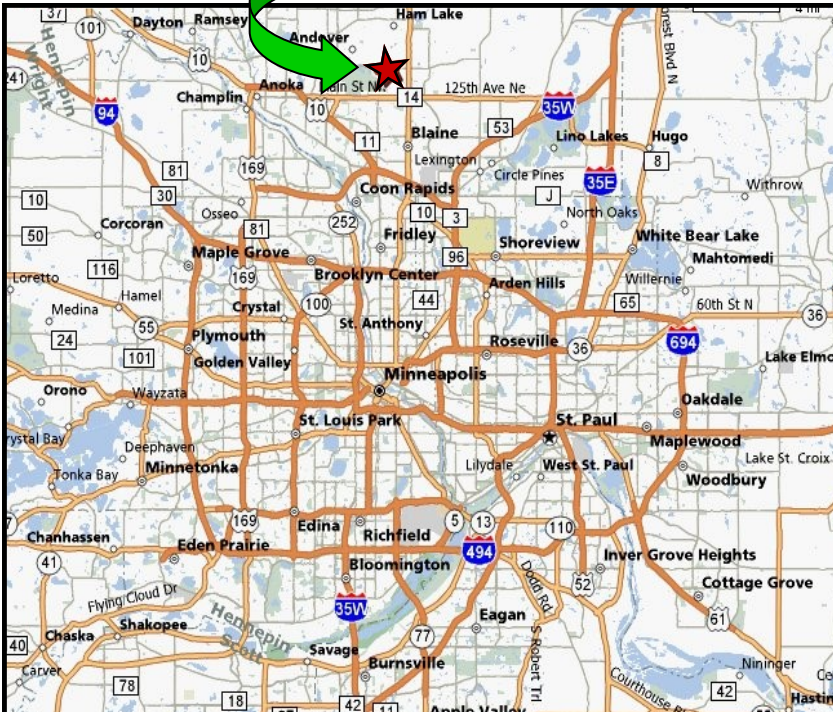 37
Dayton
Ramsey
Ham Lake
4 mi
101
Andover
10
Hennepin
Wright
241
Anoka
Main St NW
125th Ave Ne
14
Champlin
10
35W
94
Blaine
53
Lino Lakes
Hugo
11
Lexington
8
169
Circle Pines
81
35E
Withrow
30
Coon Rapids
J
10
Osseo
10
North Oaks
3
Corcoran
252
81
50
Fridley
Shoreview
White Bear Lake
Maple Grove
96
Mahtomedi
116
Brooklyn Center
Loretto
169
Arden Hills
Willernie
Hamel
100
44
65
60th St N
Medina
Crystal
36
55
St. Anthony
24
Plymouth
Roseville
694
101
Golden Valley
36
Lake Elmo
Minneapolis
Orono
Wayzata
Oakdale
St. Louis Park
St. Paul
Crystal Bay
Maplewood
Deephaven
Lake St. Croix
Tonka Bay
Minnetonka
Lilydale
West St. Paul
Woodbury
169
Edina
5
13
110
Richfield
Chanhassen
Eden Prairie
494
Inver Grove Heights
41
Bloomington
Dodd Rd
52
Flying Cloud Dr
Cottage Grove
Hennepin
Scott
35W
Eagan
61
40
Chaska
Shakopee
77
S Robert Trl
Savage
Carver
Burnsville
Nininger
78
18
42
11
Apple Valley
Courthouse
42